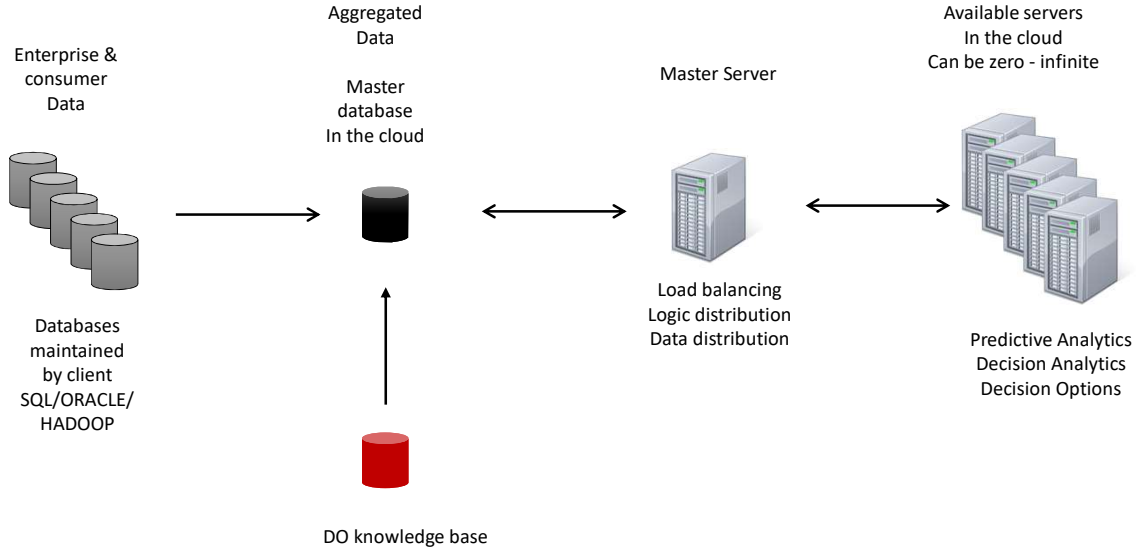 Enterprise &
consumer
Data
Databases
maintained
by client
SQL/ORACLE/
HADOOP
Aggregated
Data
Master
database
In the cloud
DO knowledge base
Master Server
Load balancing
Logic distribution
Data distribution
Available servers
In the cloud
Can be zero - infinite
Predictive Analytics
Decision Analytics
Decision Options